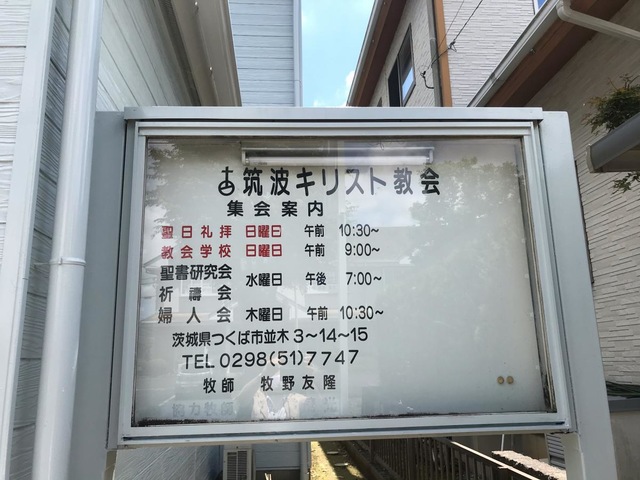 筑波キリスト教会
集会案内
聖日礼拝 日曜日 午前 10:30~
教会学校 日曜日 午前 9:00~
聖書研究会
祈禱会 水曜日 午後 7:00~
婦人会 木曜日 午前 10:30~
茨城県つくば市並木3~14~15
TEL 0298(51)7747
牧師 牧野友隆